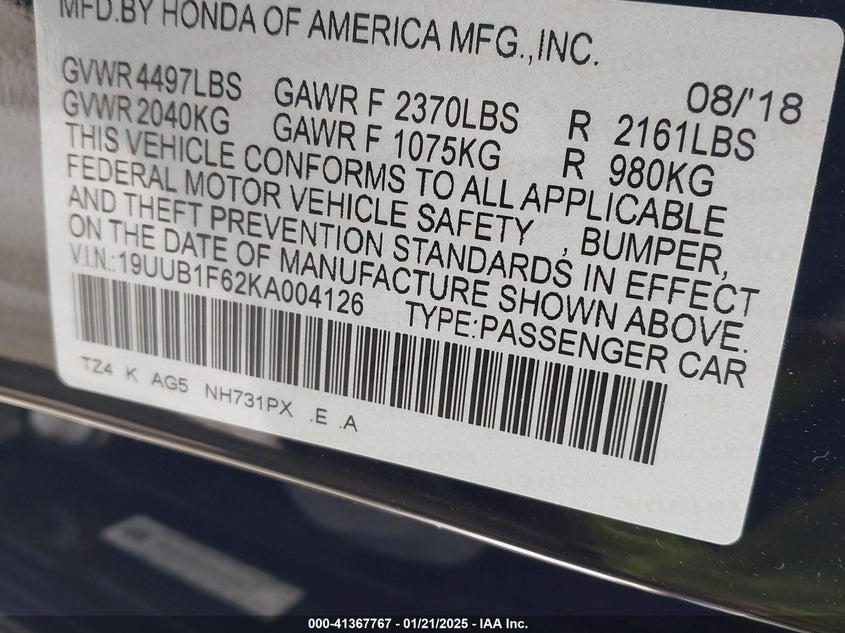 MFD.BY HONDA OF AMERICA MFG.,INC.
08/'18
GVWR 4497LBS GAWR F 2370LBS R 2161LBS
GVWR 2040KG GAWR F 1075KG R 980KG
THIS VEHICLE CONFORMS TO ALL APPLICABLE
FEDERAL MOTOR VEHICLE SAFETY , BUMPER,
AND THEFT PREVENTION STANDARDS IN EFFECT
ON THE DATE OF MANUFACTURE SHOWN ABOVE.
V.I.N.:19UUB1F62KA004126 TYPE:PASSENGER CAR
TZ4 K AG5 NH731PX .E .A
000-41367767 - 01/21/2025 - IAA Inc.